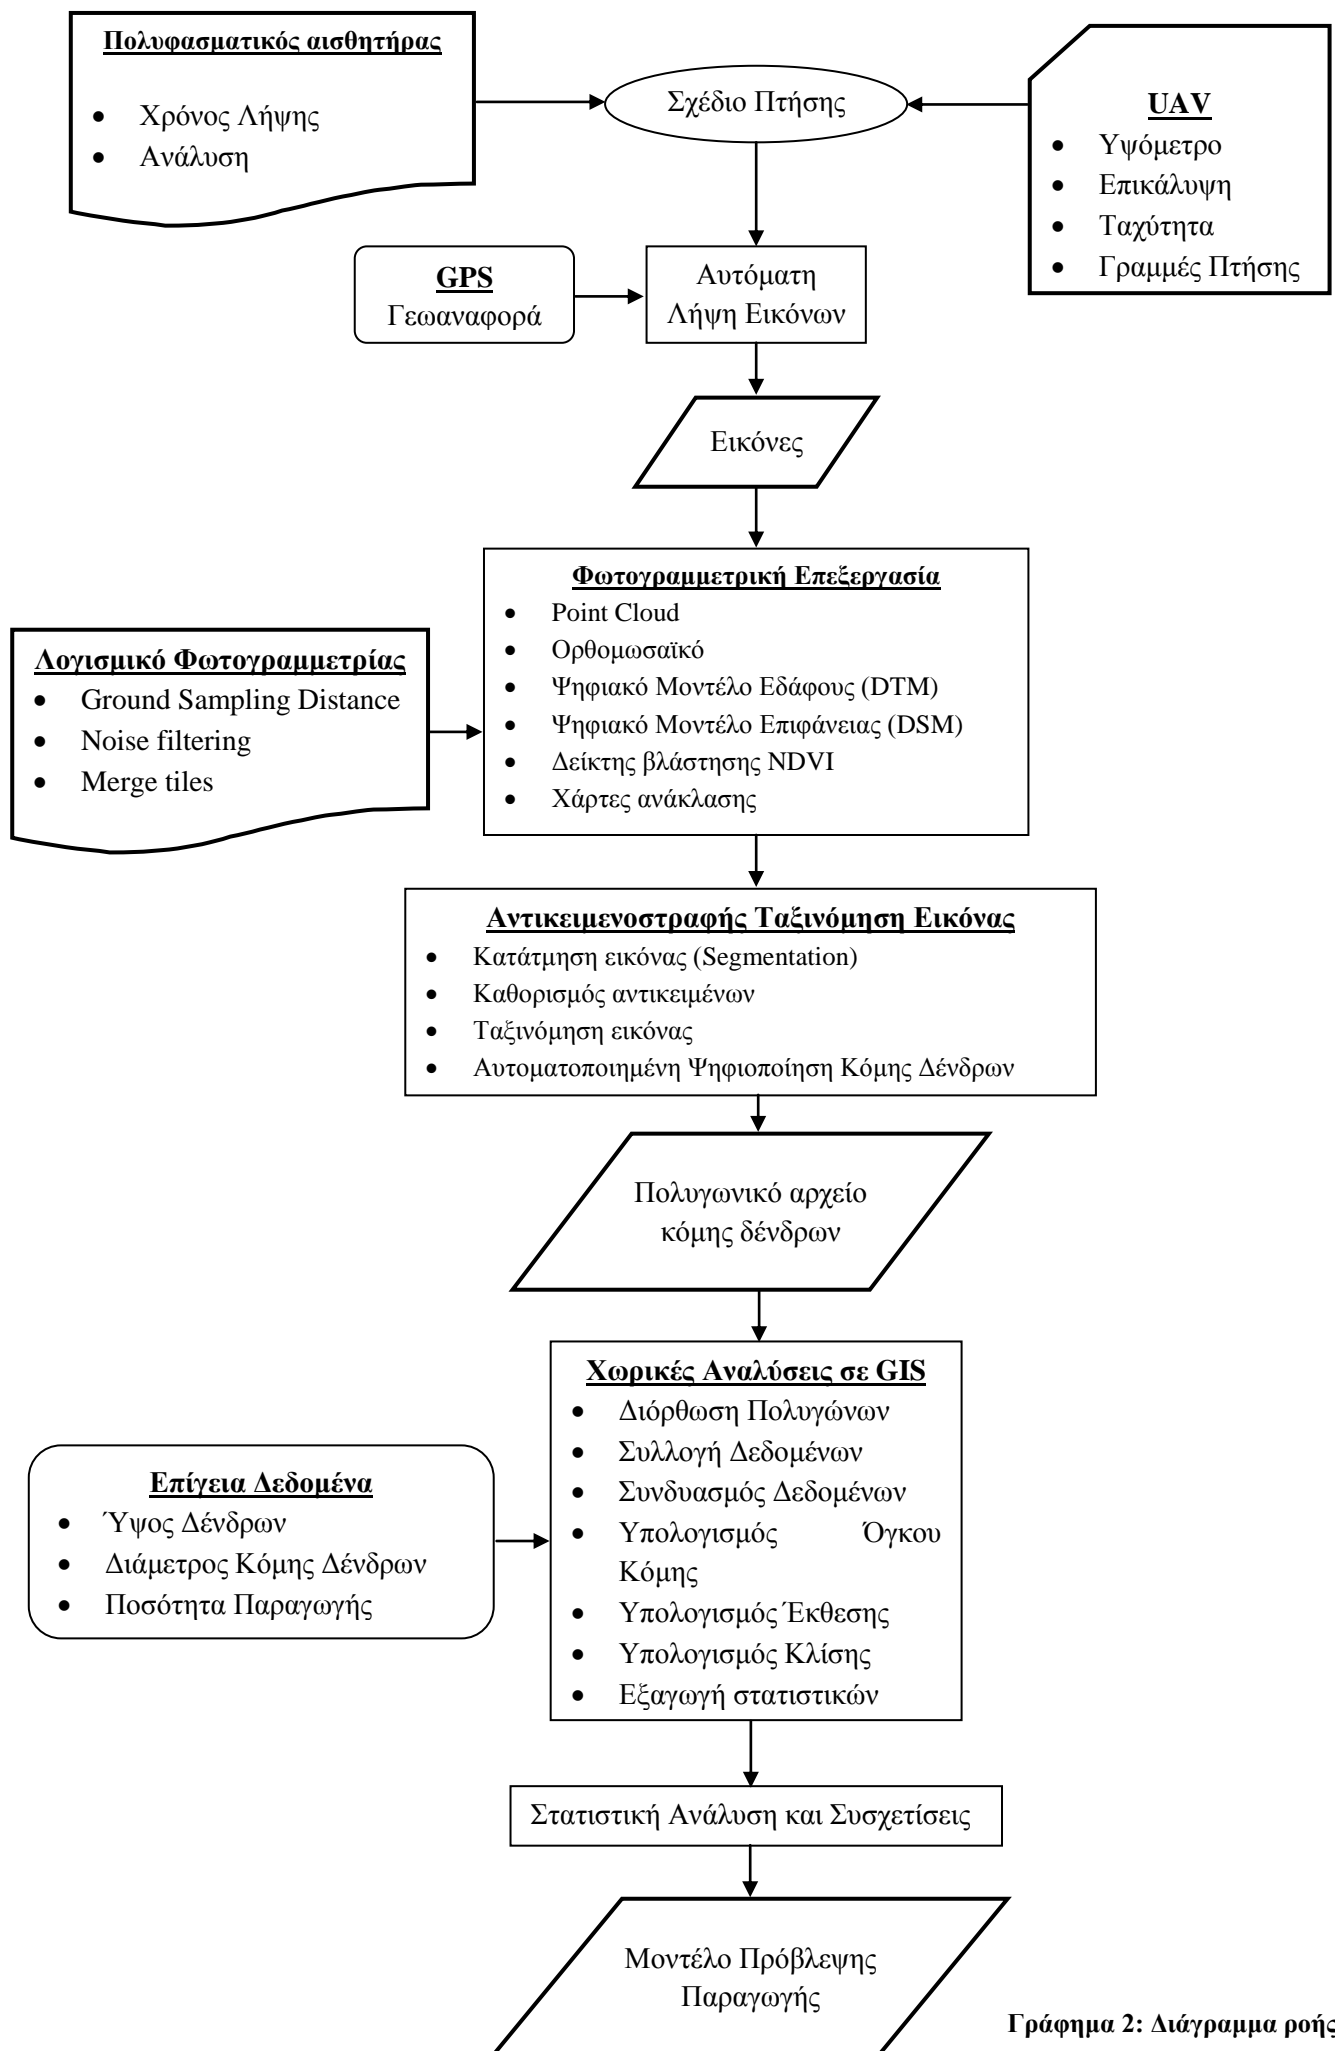 Πολυφασματικός αισθητήρας
• Χρόνος Λήψης
• Ανάλυση
Σχέδιο Πτήσης
UAV
• Υψόμετρο
• Επικάλυψη
• Ταχύτητα
• Γραμμές Πτήσης
GPS
Γεωαναφορά
Αυτόματη
Λήψη Εικόνων
Εικόνες
Φωτογραμμετρική Επεξεργασία
• Point Cloud
• Ορθομωσαϊκό
• Ψηφιακό Μοντέλο Εδάφους (DTM)
• Ψηφιακό Μοντέλο Επιφάνειας (DSM)
• Δείκτης βλάστησης NDVI
• Χάρτες ανάκλασης
Λογισμικό Φωτογραμμετρίας
• Ground Sampling Distance
• Noise filtering
• Merge tiles
Αντικειμενοστραφής Ταξινόμηση Εικόνας
• Κατάτμηση εικόνας (Segmentation)
• Καθορισμός αντικειμένων
• Ταξινόμηση εικόνας
• Αυτοματοποιημένη Ψηφιοποίηση Κόμης Δένδρων
Πολυγωνικό αρχείο
κόμης δένδρων
Χωρικές Αναλύσεις σε GIS
• Διόρθωση Πολυγώνων
• Συλλογή Δεδομένων
• Συνδυασμός Δεδομένων
• Υπολογισμός Όγκου
Κόμης
• Υπολογισμός Έκθεσης
• Υπολογισμός Κλίσης
• Εξαγωγή στατιστικών
Επίγεια Δεδομένα
• Ύψος Δένδρων
• Διάμετρος Κόμης Δένδρων
• Ποσότητα Παραγωγής
Στατιστική Ανάλυση και Συσχετίσεις
Μοντέλο Πρόβλεψης
Παραγωγής
Γράφημα 2: Διάγραμμα ροής